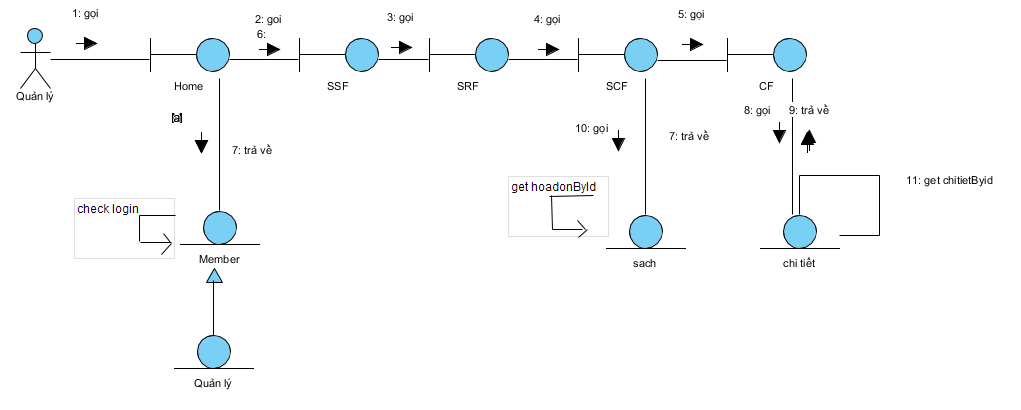 1: gọi
2: goi
6:
3: gọi
4: gọi
5: gọi
Quản lý
Home
SSF
SRF
SCF
CF
[a]
7: trả về
10: gọi
7: trả về
8: gọi
9: trả về
check login
get hoadonById
11: get chitietByid
Member
sach
chi tiết
Quản lý